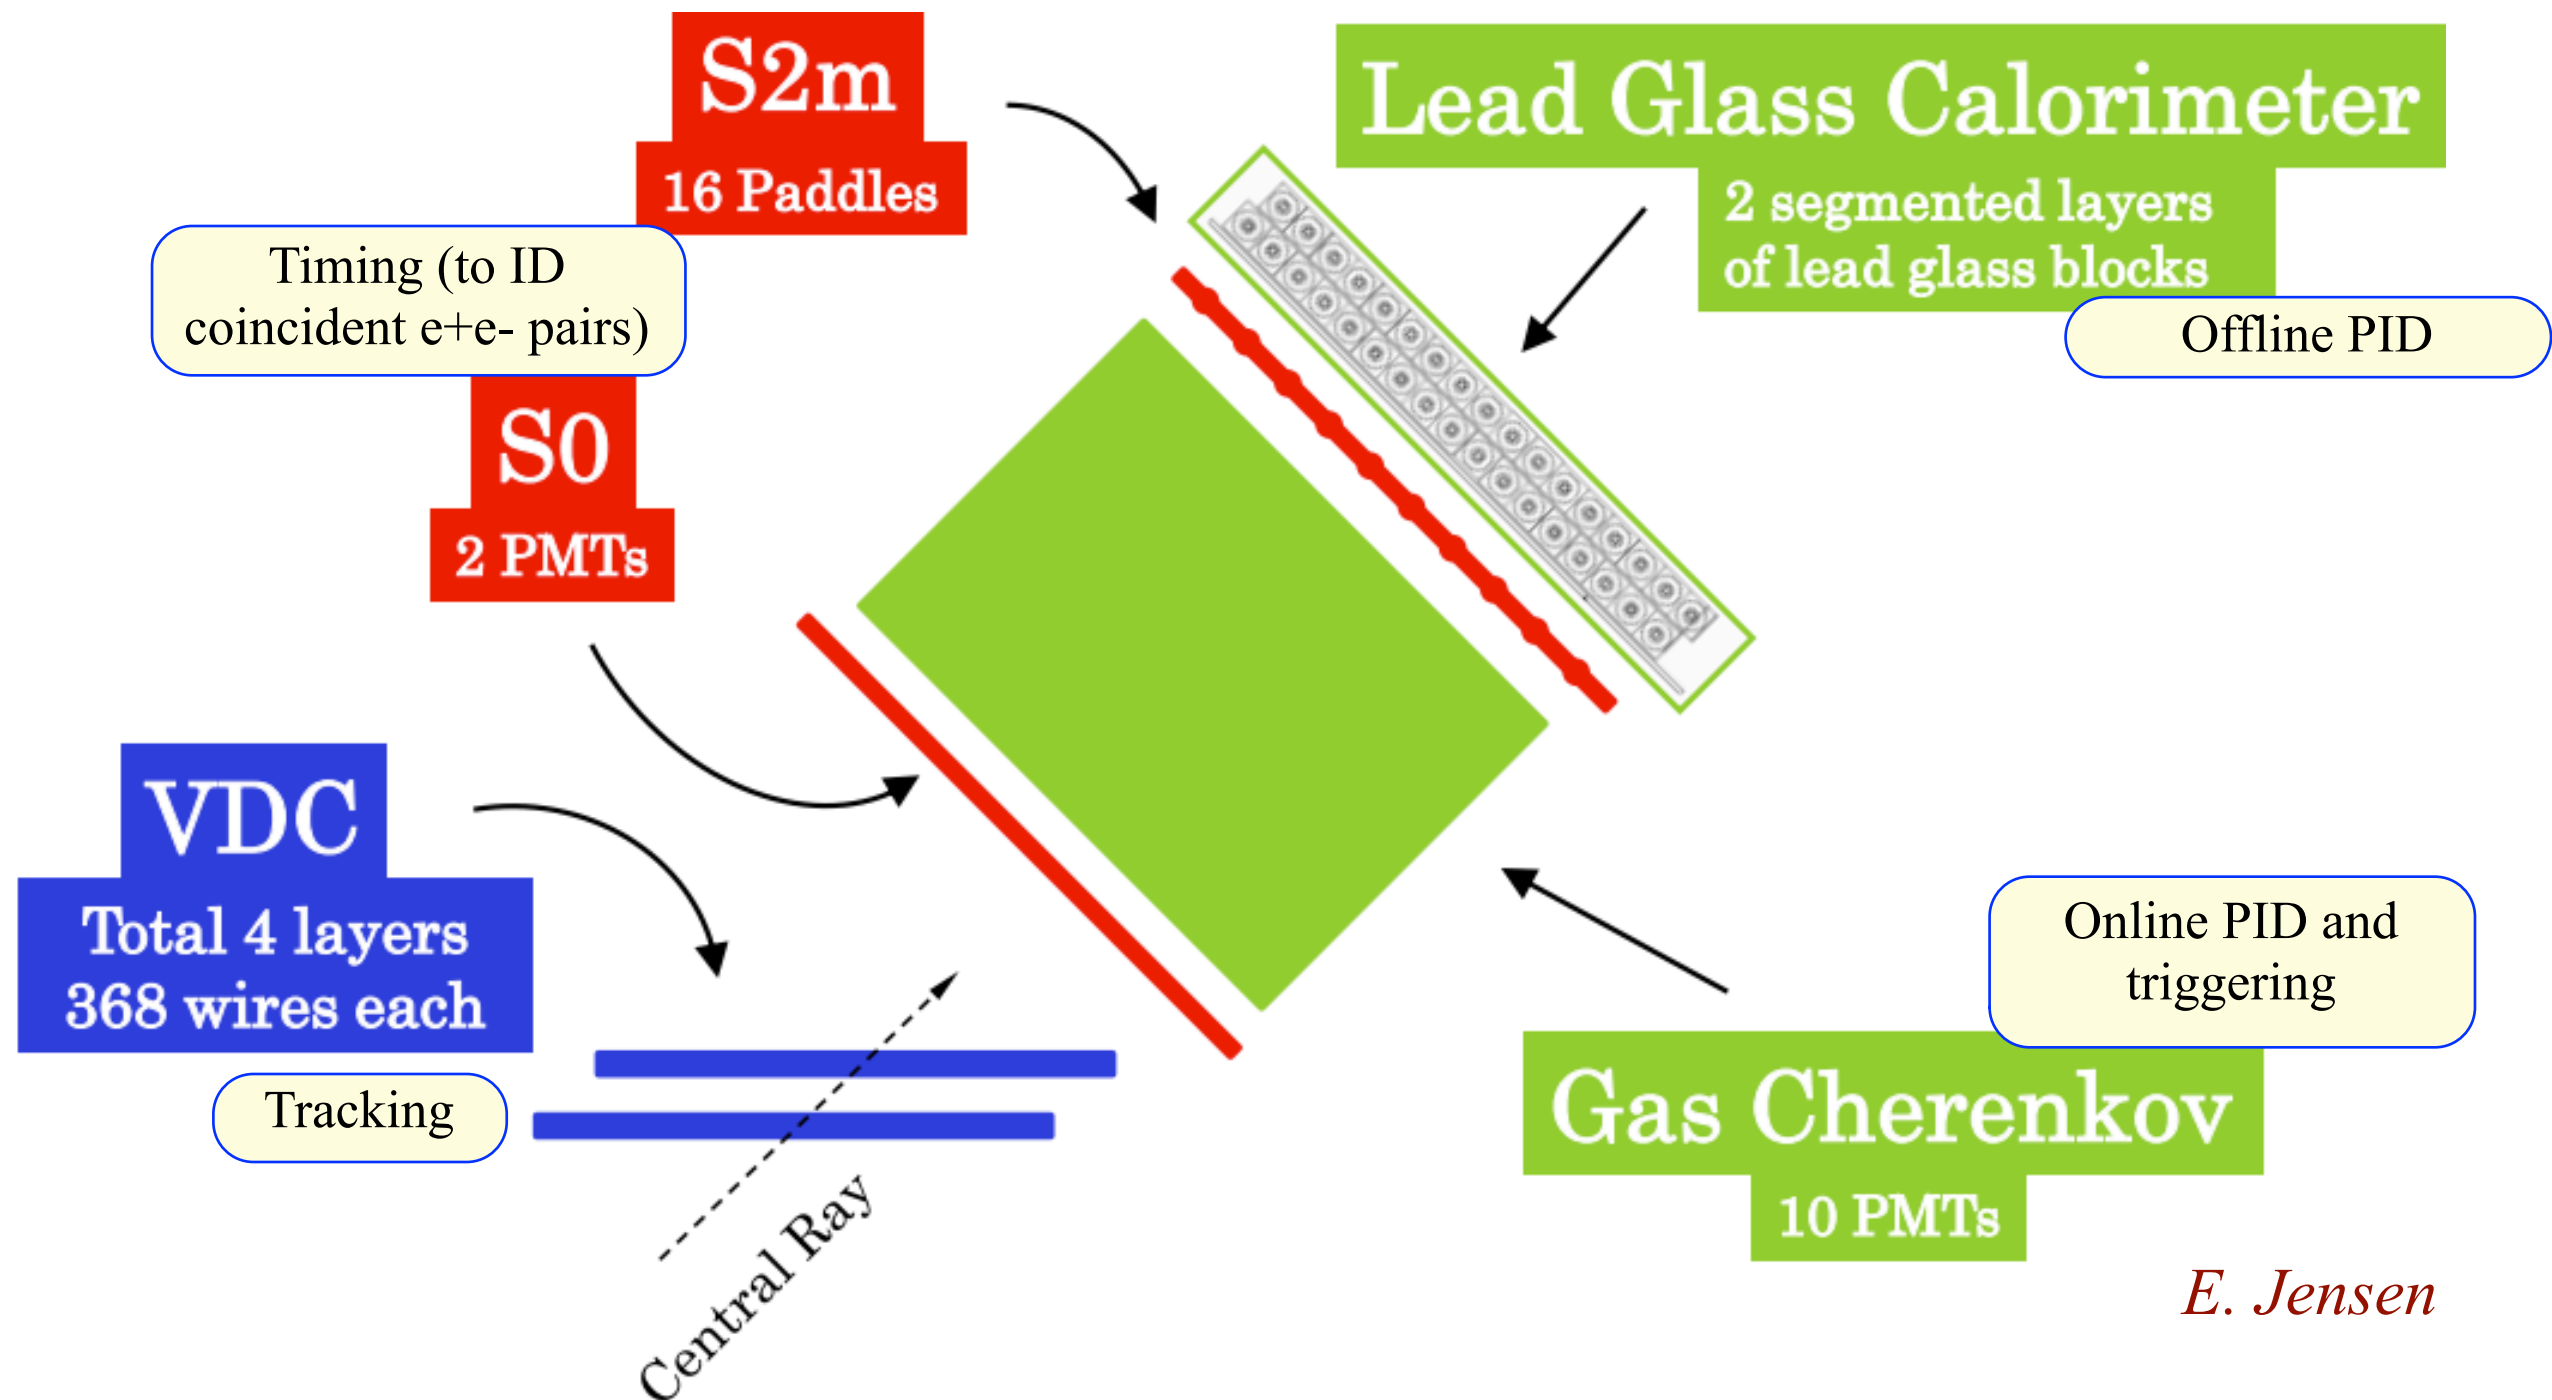 S2m
16 Paddles
Timing (to ID
coincident e+e- pairs)
S0
2 PMTs
Lead Glass Calorimeter
2 segmented layers
of lead glass blocks
Offline PID
VDC
Total 4 layers
368 wires each
Tracking
Central Ray
Online PID and
triggering
Gas Cherenkov
10 PMTs
E. Jensen